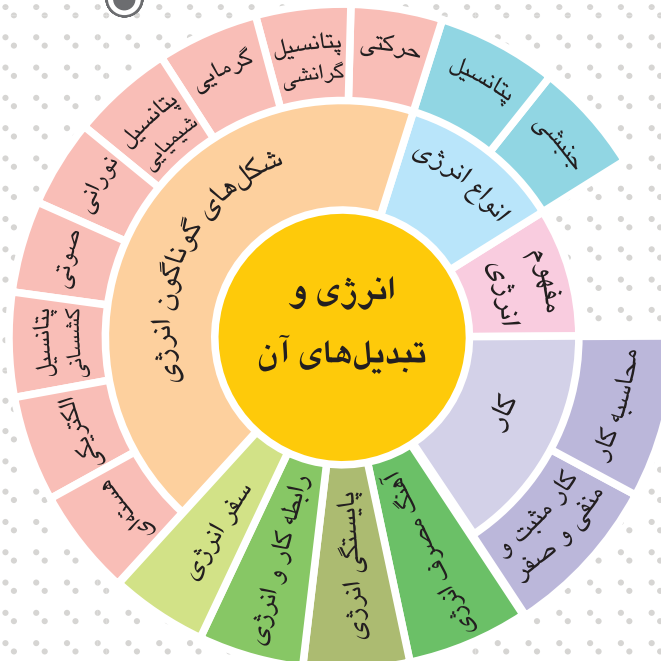 انرژی و
تبدیل‌های آن
مفهوم
انرژی
انواع انرژی
جنبشی
پتانسیل
شکل‌های گوناگون انرژی
حرکتی
پتانسیل
گرانشی
گرمایی
پتانسیل
شیمیایی
نورانی
صوتی
پتانسیل
کشسانی
الکتریکی
هسته‌ای
سفر انرژی
رابطه کار و انرژی
پایستگی انرژی
آهنگ مصرف انرژی
کار
کار مثبت و
منفی و صفر
محاسبه کار